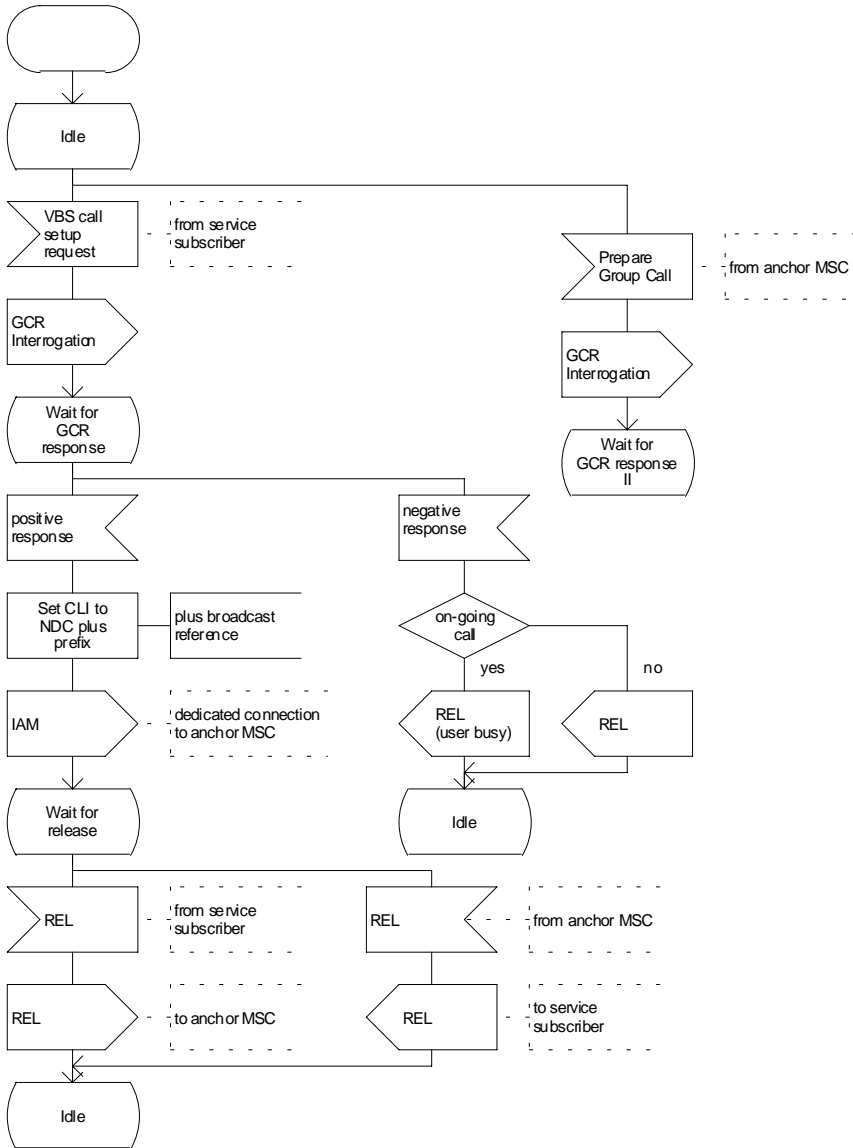 Idle
VBS call
setup
request
from service
subscriber
Prepare
Group Call
from anchor MSC
GCR
Interrogation
GCR
Interrogation
Wait for
GCR
response
Wait for
GCR response
II
positive
response
negative
response
Set CLI to
NDC plus
prefix
plus broadcast
reference
on-going
call
yes
no
IAM
dedicated connection
to anchor MSC
REL
(user busy)
REL
Wait for
release
Idle
REL
from service
subscriber
REL
from anchor MSC
REL
to anchor MSC
REL
to service
subscriber
Idle